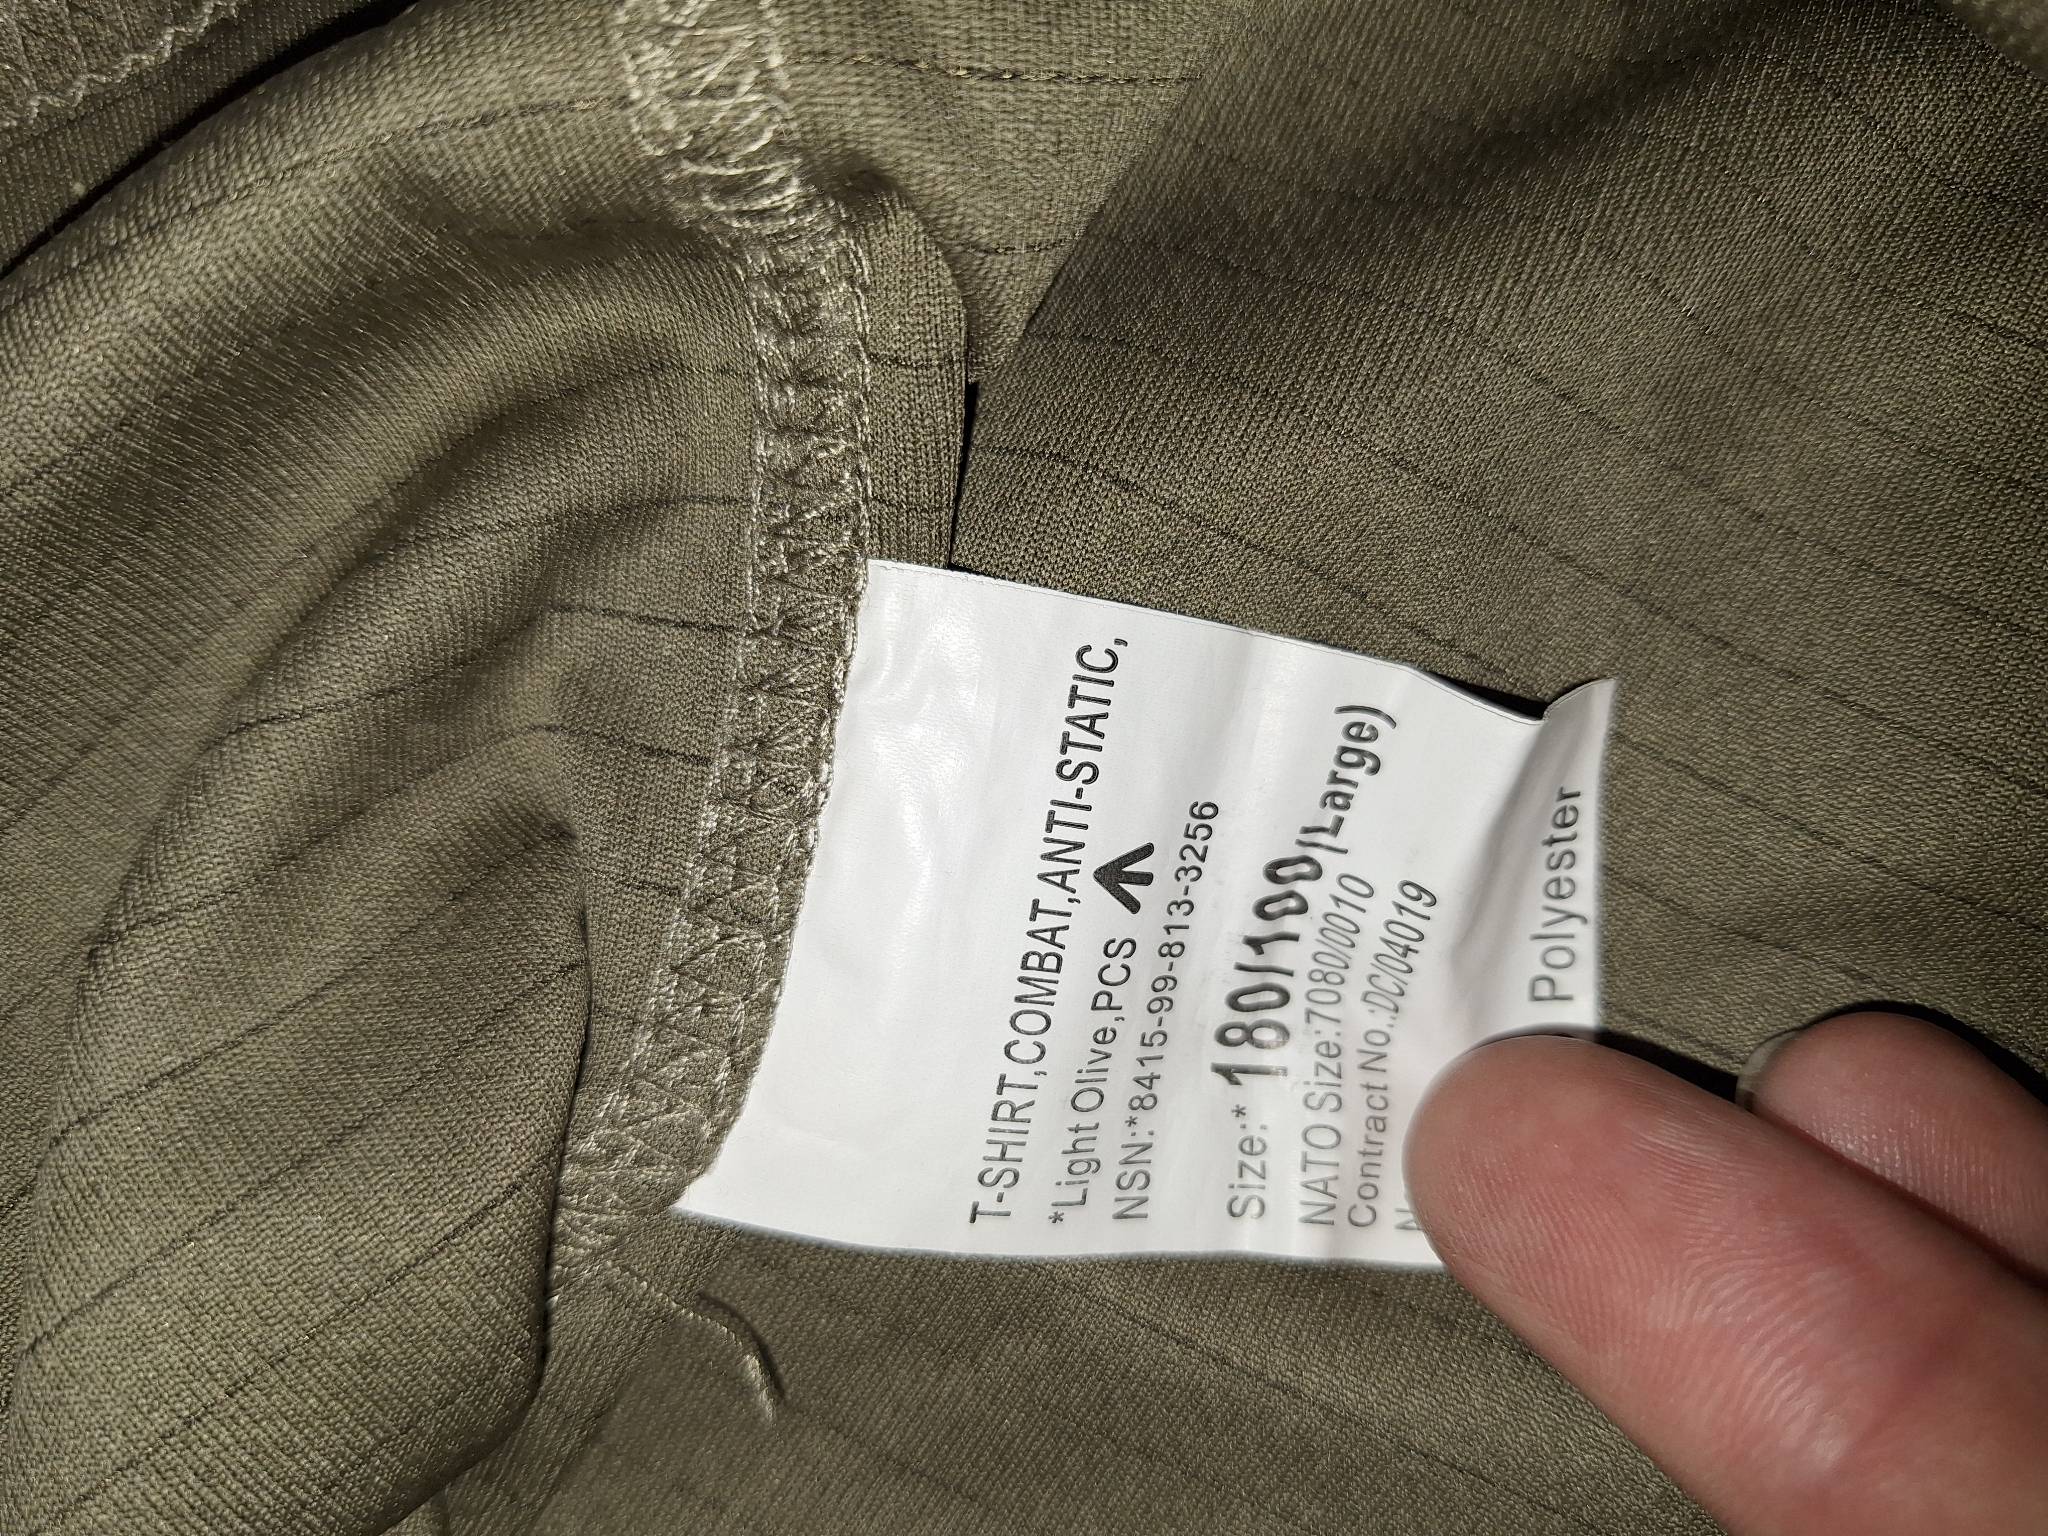 T-SHIRT,COMBAT,ANTI-STATIC,
*Light Olive,PCS
NSN:*8415-99-813-3256
Size:* 180/100/(Large)
NATO Size:7080/0010
Contract No.:DC/04019
Polyester